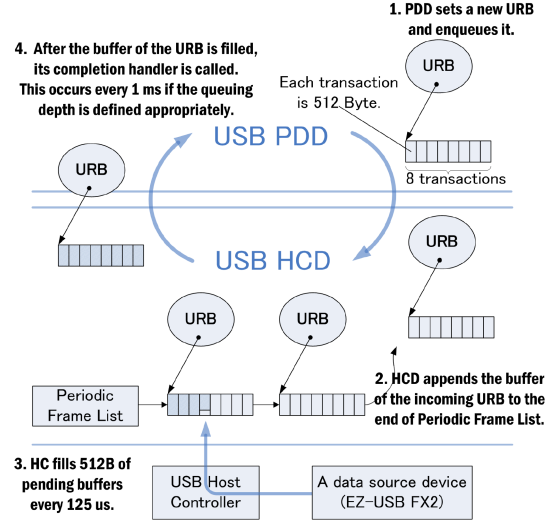 1. PDD sets a new URB
and enqueues it.
4. After the buffer of the URB is filled,
its completion handler is called.
This occurs every 1 ms if the queuing
depth is defined appropriately.
URB
Each transaction
is 512 Byte.
USB PDD
8 transactions
URB
URB
USB HCD
URB
URB
Periodic
Frame List
2. HCD appends the buffer
of the incoming URB to the
end of Periodic Frame List.
3. HC fills 512B of
pending buffers
every 125 us.
USB Host
Controller
A data source device
(EZ-USB FX2)